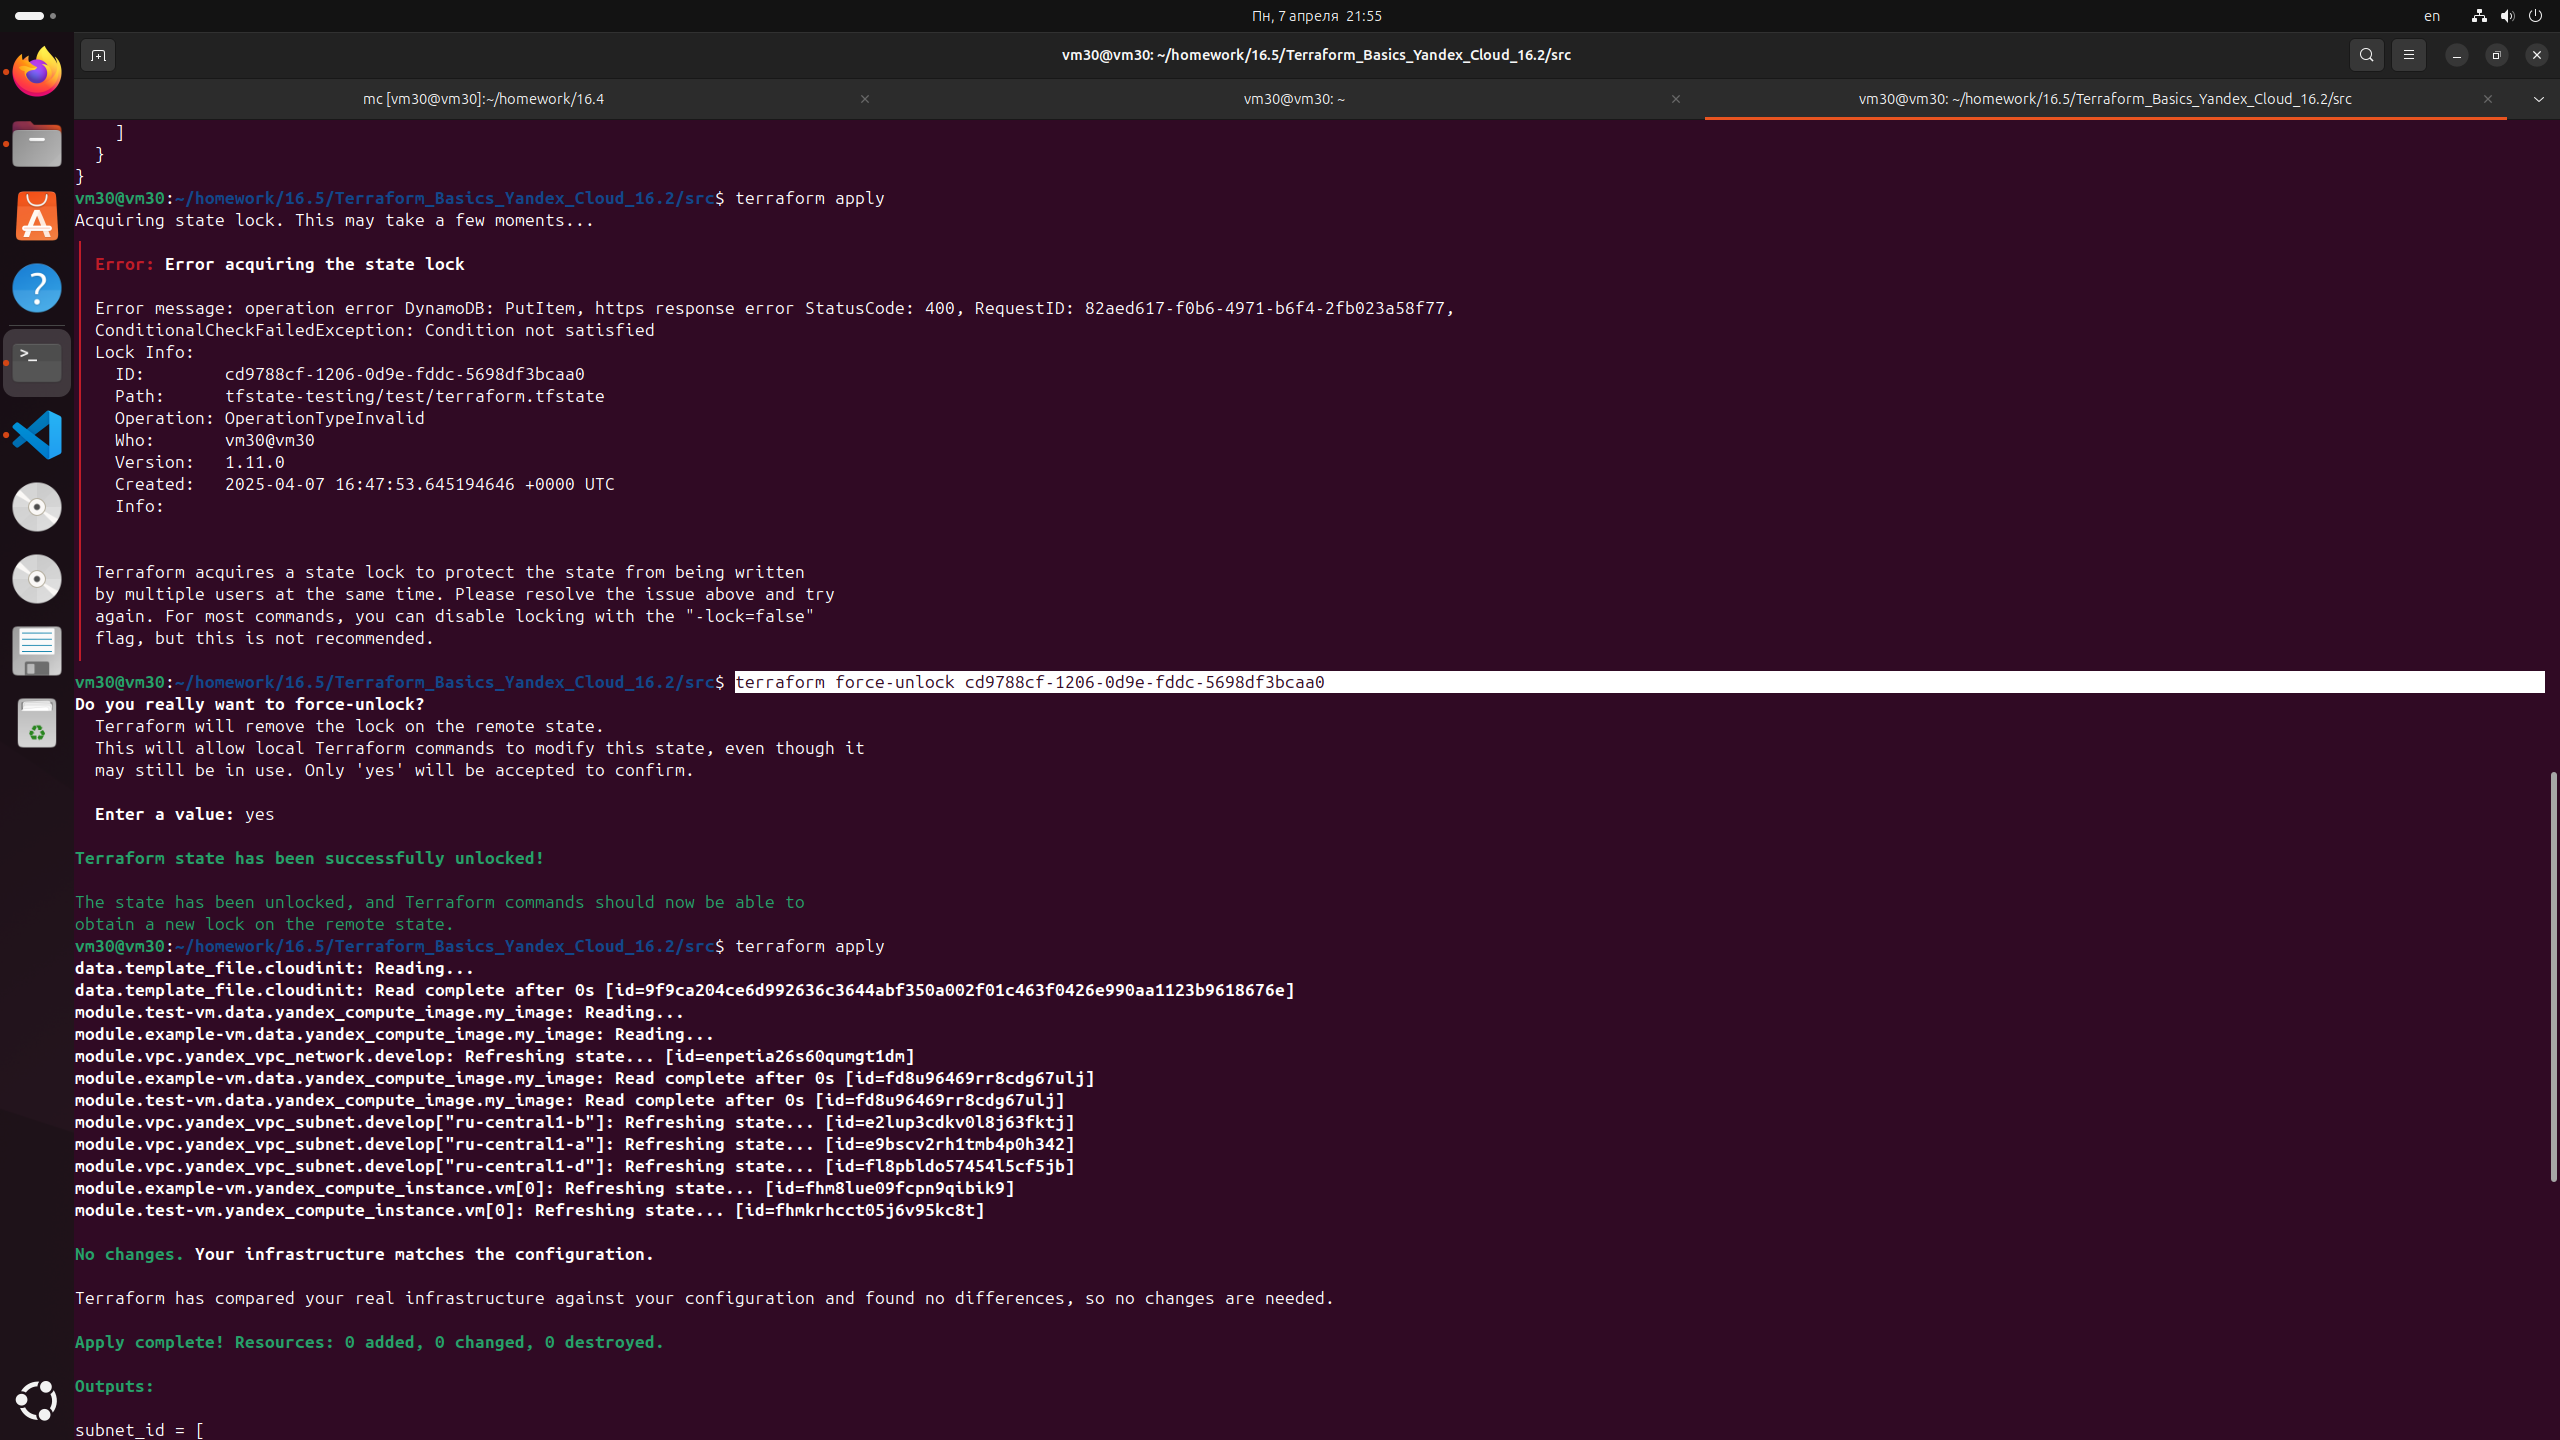 Пн, 7 апреля 21:55
en
vm30@vm30: ~/homework/16.5/Terraform_Basics_Yandex_Cloud_16.2/src
mc [vm30@vm30]:~/homework/16.4
vm30@vm30: ~
vm30@vm30: ~/homework/16.5/Terraform_Basics_Yandex_Cloud_16.2/src
    ]
  }
}
vm30@vm30:~/homework/16.5/Terraform_Basics_Yandex_Cloud_16.2/src$ terraform apply
Acquiring state lock. This may take a few moments...
Error: Error acquiring the state lock
Error message: operation error DynamoDB: PutItem, https response error StatusCode: 400, RequestID: 82aed617-f0b6-4971-b6f4-2fb023a58f77,
ConditionalCheckFailedException: Condition not satisfied
Lock Info:
  ID:        cd9788cf-1206-0d9e-fddc-5698df3bcaa0
  Path:      tfstate-testing/test/terraform.tfstate
  Operation: OperationTypeInvalid
  Who:       vm30@vm30
  Version:   1.11.0
  Created:   2025-04-07 16:47:53.645194646 +0000 UTC
  Info:
Terraform acquires a state lock to protect the state from being written
by multiple users at the same time. Please resolve the issue above and try
again. For most commands, you can disable locking with the "-lock=false"
flag, but this is not recommended.
vm30@vm30:~/homework/16.5/Terraform_Basics_Yandex_Cloud_16.2/src$ terraform force-unlock cd9788cf-1206-0d9e-fddc-5698df3bcaa0
Do you really want to force-unlock?
  Terraform will remove the lock on the remote state.
  This will allow local Terraform commands to modify this state, even though it
  may still be in use. Only 'yes' will be accepted to confirm.
  Enter a value: yes
Terraform state has been successfully unlocked!
The state has been unlocked, and Terraform commands should now be able to
obtain a new lock on the remote state.
vm30@vm30:~/homework/16.5/Terraform_Basics_Yandex_Cloud_16.2/src$ terraform apply
data.template_file.cloudinit: Reading...
data.template_file.cloudinit: Read complete after 0s [id=9f9ca204ce6d992636c3644abf350a002f01c463f0426e990aa1123b9618676e]
module.test-vm.data.yandex_compute_image.my_image: Reading...
module.example-vm.data.yandex_compute_image.my_image: Reading...
module.vpc.yandex_vpc_network.develop: Refreshing state... [id=enpetia26s60qumgt1dm]
module.example-vm.data.yandex_compute_image.my_image: Read complete after 0s [id=fd8u96469rr8cdg67ulj]
module.test-vm.data.yandex_compute_image.my_image: Read complete after 0s [id=fd8u96469rr8cdg67ulj]
module.vpc.yandex_vpc_subnet.develop["ru-central1-b"]: Refreshing state... [id=e2lup3cdkv0l8j63fktj]
module.vpc.yandex_vpc_subnet.develop["ru-central1-a"]: Refreshing state... [id=e9bscv2rh1tmb4p0h342]
module.vpc.yandex_vpc_subnet.develop["ru-central1-d"]: Refreshing state... [id=fl8pbldo57454l5cf5jb]
module.example-vm.yandex_compute_instance.vm[0]: Refreshing state... [id=fhm8lue09fcpn9qibik9]
module.test-vm.yandex_compute_instance.vm[0]: Refreshing state... [id=fhmkrhcct05j6v95kc8t]
No changes. Your infrastructure matches the configuration.
Terraform has compared your real infrastructure against your configuration and found no differences, so no changes are needed.
Apply complete! Resources: 0 added, 0 changed, 0 destroyed.
Outputs:
subnet_id = [